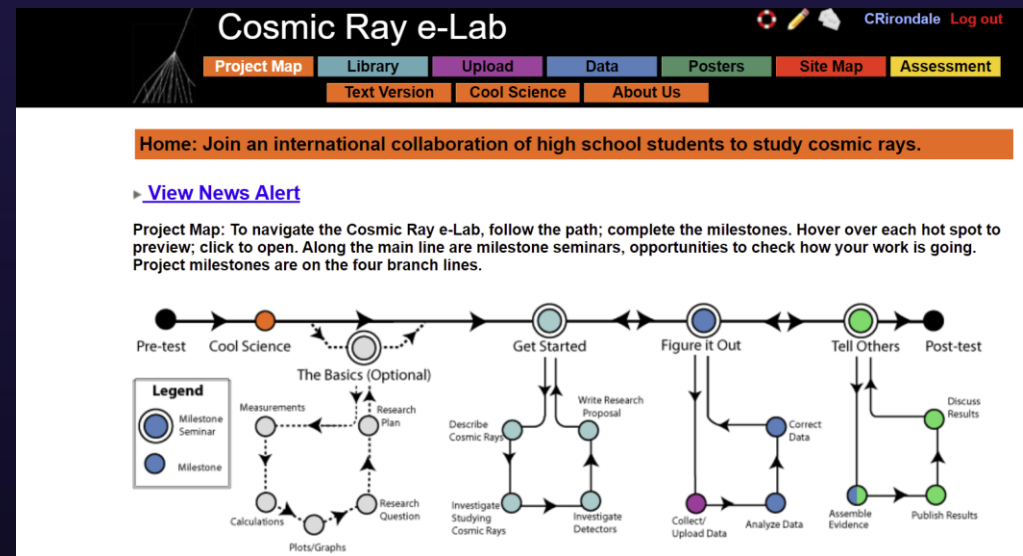 Cosmic Ray e-Lab
CRirondale Log out
Project Map Library Upload Data Posters Site Map Assessment
Text Version Cool Science About Us
Home: Join an international collaboration of high school students to study cosmic rays.
View News Alert
Project Map: To navigate the Cosmic Ray e-Lab, follow the path; complete the milestones. Hover over each hot spot to
preview; click to open. Along the main line are milestone seminars, opportunities to check how your work is going.
Project milestones are on the four branch lines.
Pre-test
Cool Science
The Basics (Optional)
Get Started
Figure it Out
Tell Others
Post-test
Legend
Milestone
Seminar
Milestone
Measurements
Research
Plan
Calculations
Plots/Graphs
Research
Question
Describe
Cosmic Rays
Write Research
Proposal
Investigate
Studying
Cosmic Rays
Investigate
Detectors
Correct
Data
Collect/
Upload Data
Analyze Data
Discuss
Results
Assemble
Evidence
Publish Results